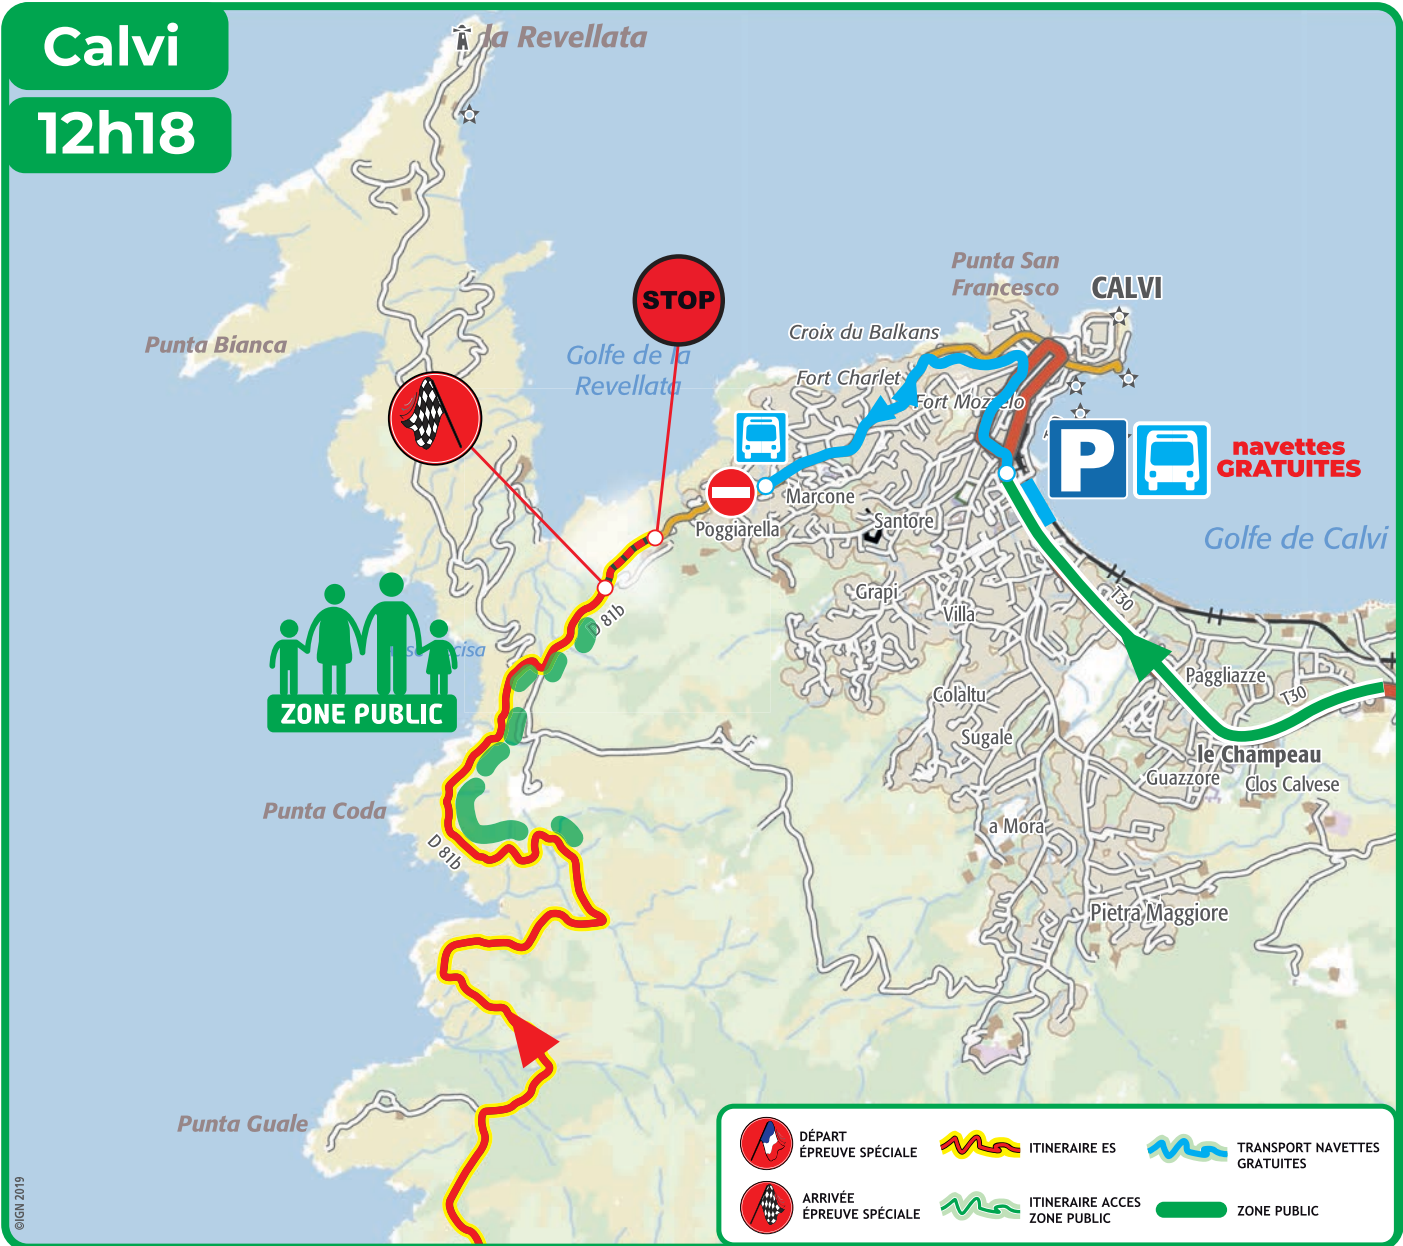 Calvi
12h18
la Revellata
Punta San
Francesco
CALVI
STOP
Croix du Balkans
Punta Bianca
Golfe de la
Revellata
Fort Charlet
Fort Mozzelo
P
navettes
GRATUITES
Marcone
Poggiarella
Santore
Golfe de Calvi
Grapi
Villa
T30
D 81b
ZONE PUBLIC
Paggliazze
Colaltu
T30
Sugale
le Champeau
Guazzore
Clos Calvese
Punta Coda
a Mora
D 81b
Pietra Maggiore
Punta Guale
©IGN 2019
DÉPART
ÉPREUVE SPÉCIALE
ITINERAIRE ES
TRANSPORT NAVETTES
GRATUITES
ARRIVÉE
ÉPREUVE SPÉCIALE
ITINERAIRE ACCES
ZONE PUBLIC
ZONE PUBLIC